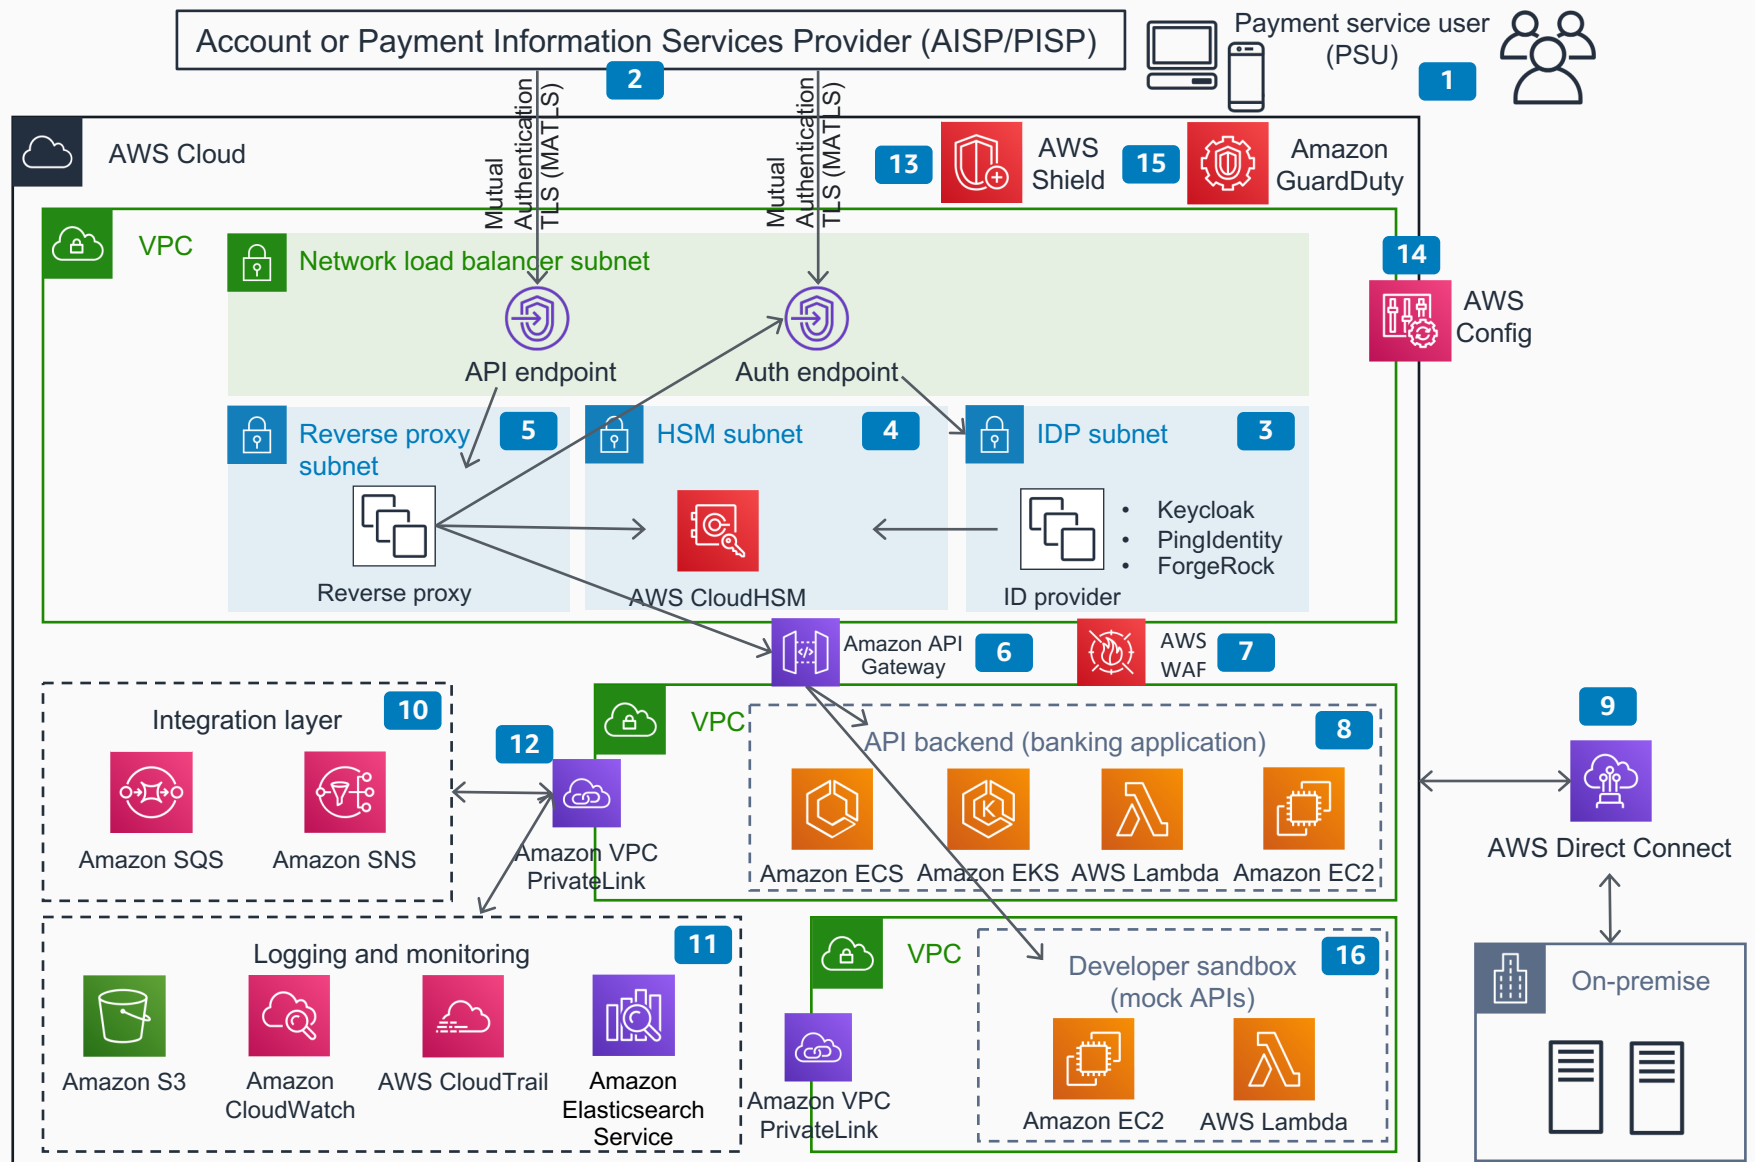 Account or Payment Information Services Provider (AISP/PISP)
2
Payment service user
(PSU)
1
AWS Cloud
Mutual
Authentication
TLS (MATLS)
Mutual
Authentication
TLS (MATLS)
13
AWS
Shield
15
Amazon
GuardDuty
VPC
Network load balancer subnet
API endpoint
Auth endpoint
14
AWS
Config
Reverse proxy
subnet
5
Reverse proxy
HSM subnet
4
AWS CloudHSM
IDP subnet
3
• Keycloak
• PingIdentity
• ForgeRock
ID provider
Amazon API
Gateway
6
AWS
WAF
7
Integration layer
10
Amazon SQS
Amazon SNS
12
Amazon VPC
PrivateLink
VPC
API backend (banking application)
8
Amazon ECS
Amazon EKS
AWS Lambda
Amazon EC2
9
AWS Direct Connect
Logging and monitoring
11
Amazon S3
Amazon
CloudWatch
AWS CloudTrail
Amazon
Elasticsearch
Service
VPC
Amazon VPC
PrivateLink
Developer sandbox
(mock APIs)
16
Amazon EC2
AWS Lambda
On-premise